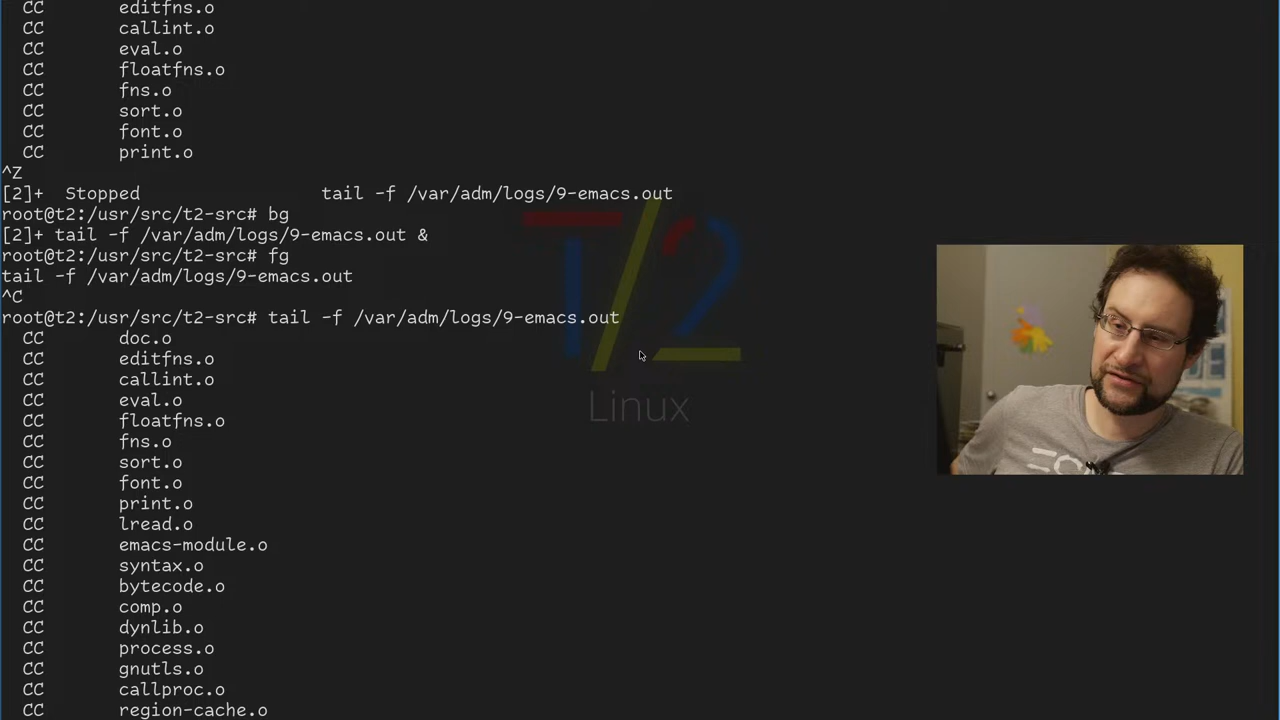 CC editfns.o
CC callint.o
CC eval.o
CC floatfns.o
CC fns.o
CC sort.o
CC font.o
CC print.o
^Z
[2]+ Stopped tail -f /var/adm/logs/9-emacs.out
root@t2:/usr/src/t2-src# bg
[2]+ tail -f /var/adm/logs/9-emacs.out &
root@t2:/usr/src/t2-src# fg
tail -f /var/adm/logs/9-emacs.out
^C
root@t2:/usr/src/t2-src# tail -f /var/adm/logs/9-emacs.out
CC doc.o
CC editfns.o
CC callint.o
CC eval.o
CC floatfns.o
CC fns.o
CC sort.o
CC font.o
CC print.o
CC lread.o
CC emacs-module.o
CC syntax.o
CC bytecode.o
CC comp.o
CC dynlib.o
CC process.o
CC gnutls.o
CC callproc.o
CC region-cache.o
T/2
Linux